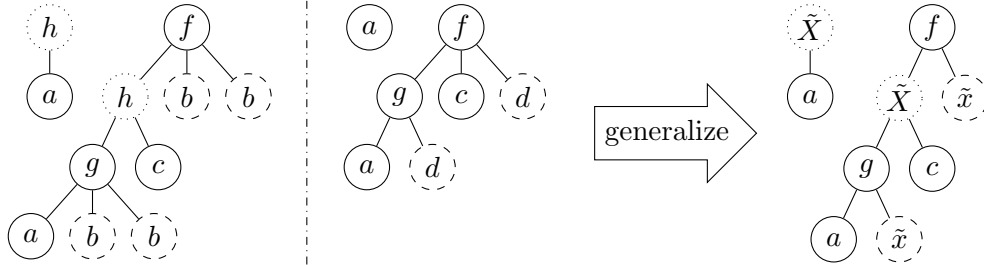 h f a f X̃ f
a h b b g c d generalize a X̃ x̃
g c a d g c
a b b a x̃